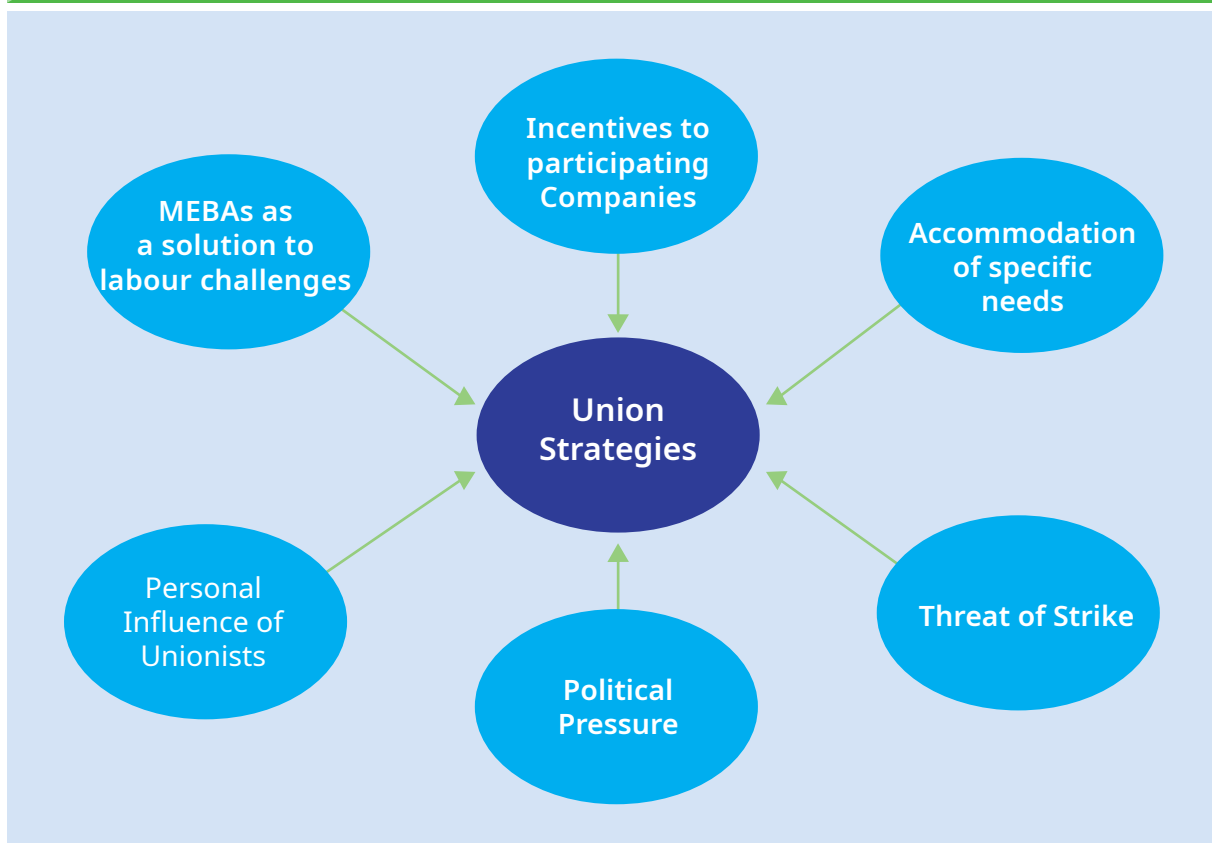 Incentives to
participating
Companies
MEBAs as
a solution to
labour challenges
Accommodation
of specific
needs
Union
Strategies
Personal
Influence of
Unionists
Threat of Strike
Political
Pressure